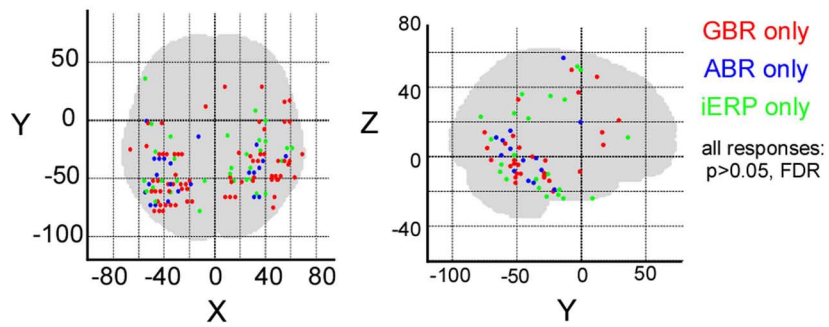 50
0
-50
-100
Y
-80 -40 0 40 80
X
80
40
0
-40
Z
-100 -50 0 50
Y
GBR only
ABR only
iERP only
all responses:
p>0.05, FDR